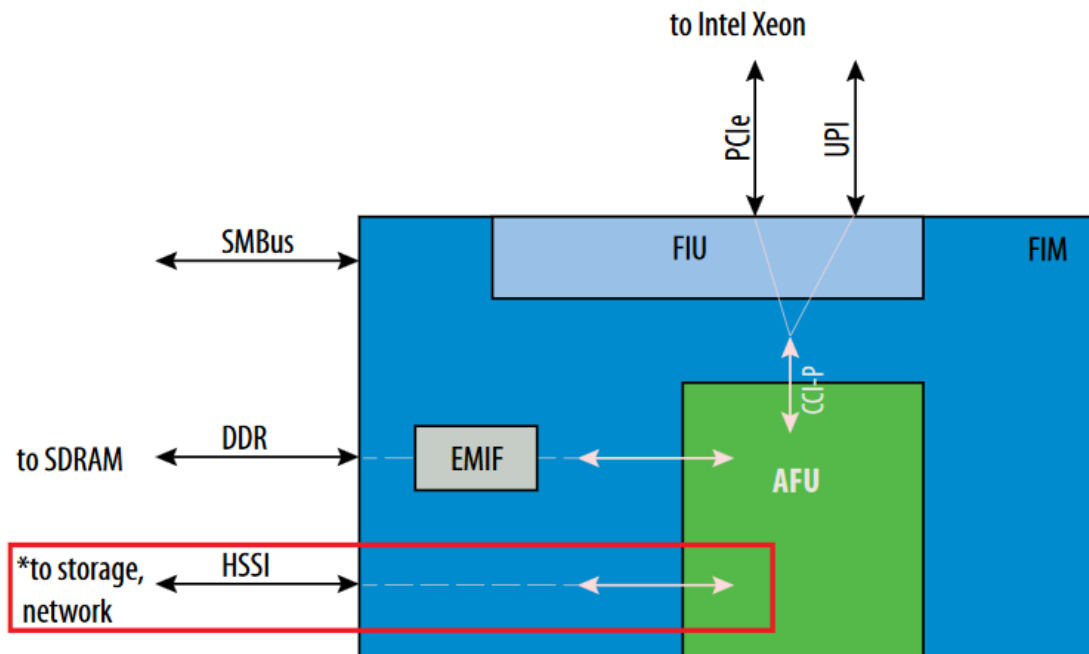 to Intel Xeon
PCIe
UPI
SMBus
FIU
FIM
CCI-P
to SDRAM
DDR
EMIF
AFU
*to storage,
network
HSSI